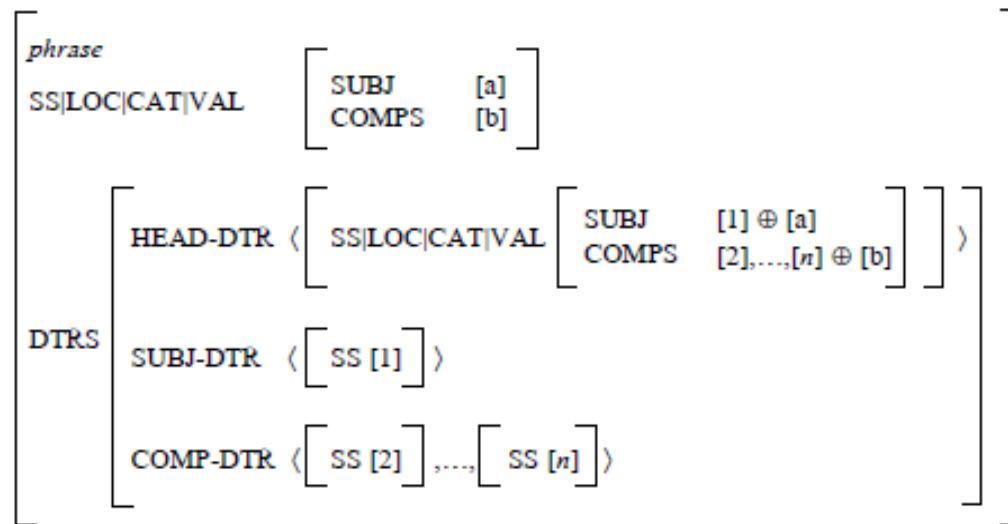 phrase
SS|LOC|CAT|VAL SUBJ [a]
COMPS [b]
HEAD-DTR ⟨ SS|LOC|CAT|VAL SUBJ [1] ⊕ [a]
COMPS [2],…,[n] ⊕ [b] ⟩
DTRS
SUBJ-DTR ⟨ SS [1] ⟩
COMP-DTR ⟨ SS [2] ,…, SS [n] ⟩